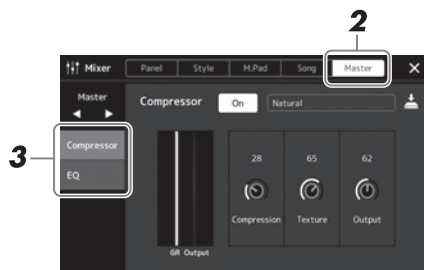 2
Mixer Panel Style M.Pad Song Master
Master Compressor On Natural
3
Compressor
EQ
28 65 62
Compression Texture Output
GR Output